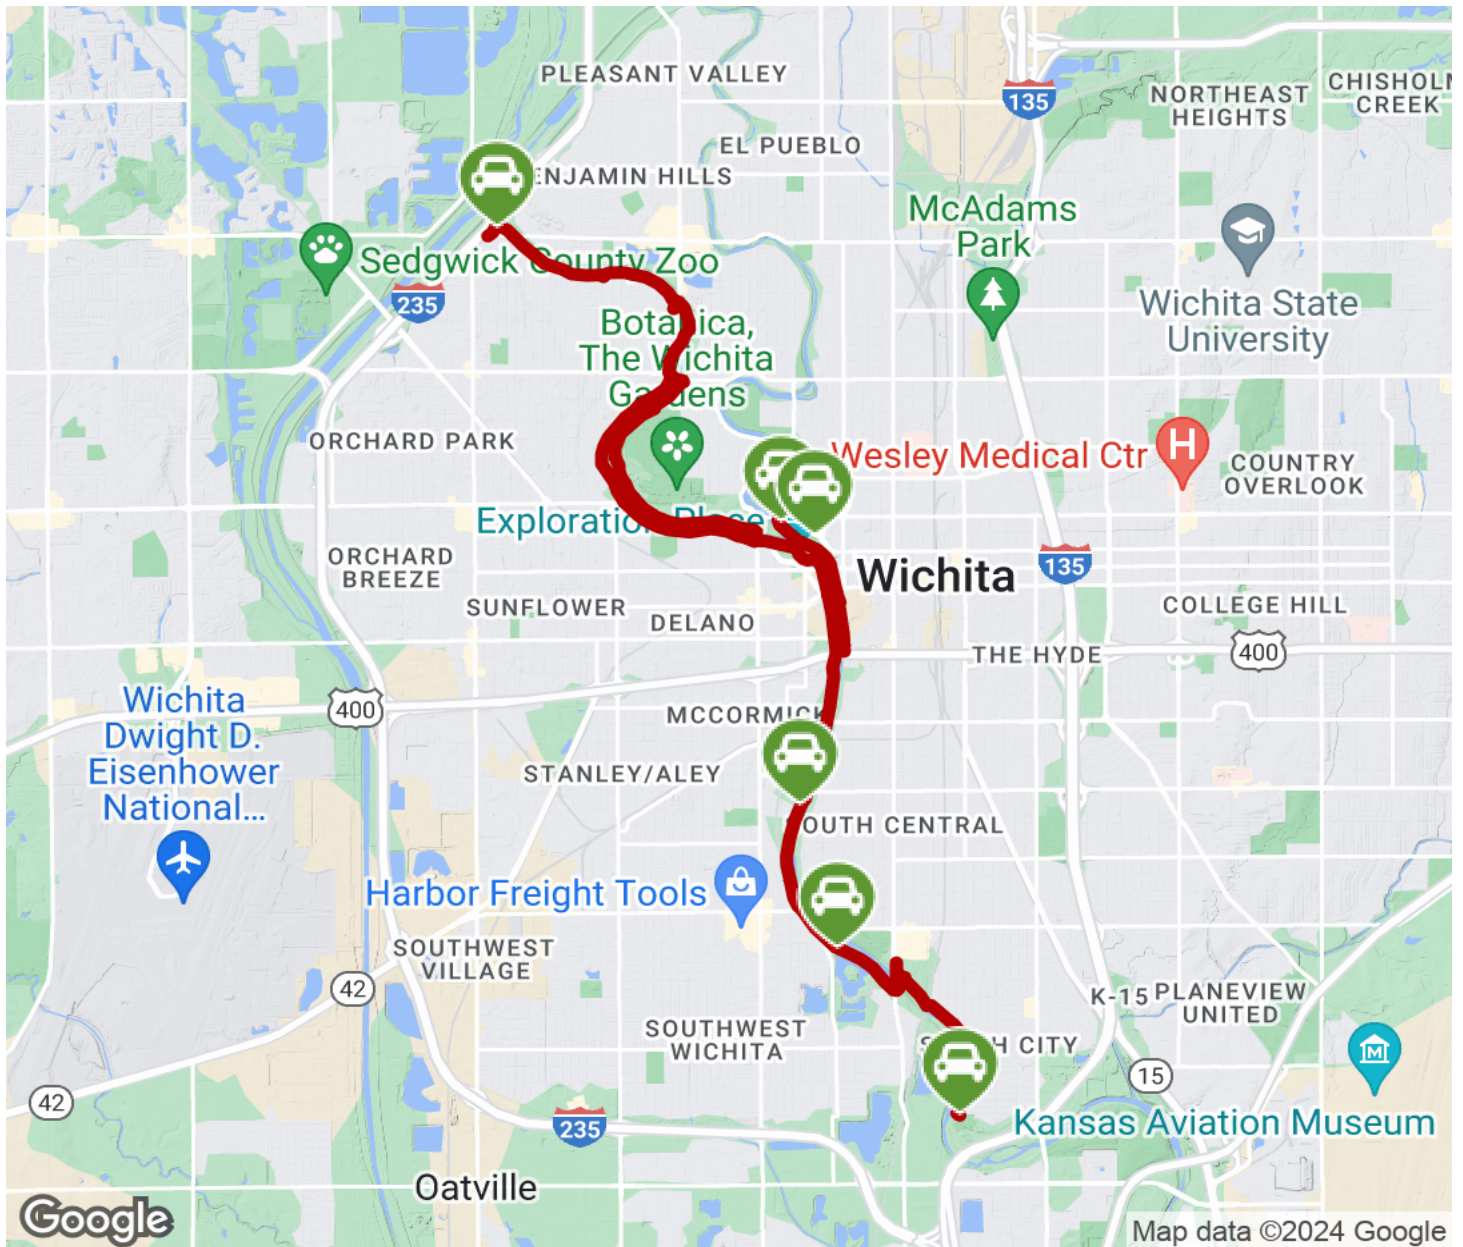 PLEASANT VALLEY
135
NORTHEAST
HEIGHTS
CHISHOLM
CREEK
EL PUEBLO
ENJAMIN HILLS
McAdams
Park
Sedgwick County Zoo
235
Wichita State
University
Botanica,
The Wichita
Gardens
ORCHARD PARK
Wesley Medical Ctr
H
COUNTRY
OVERLOOK
Exploration Place
ORCHARD
BREEZE
Wichita
135
SUNFLOWER
DELANO
COLLEGE HILL
THE HYDE
400
Wichita
Dwight D.
Eisenhower
National...
400
MCCORMICK
STANLEY/ALEY
OUTH CENTRAL
Harbor Freight Tools
SOUTHWEST
VILLAGE
42
K-15
PLANEVIEW
UNITED
SOUTHWEST
WICHITA
S H CITY
M
15
42
235
Kansas Aviation Museum
Oatville
Google
Map data ©2024 Google